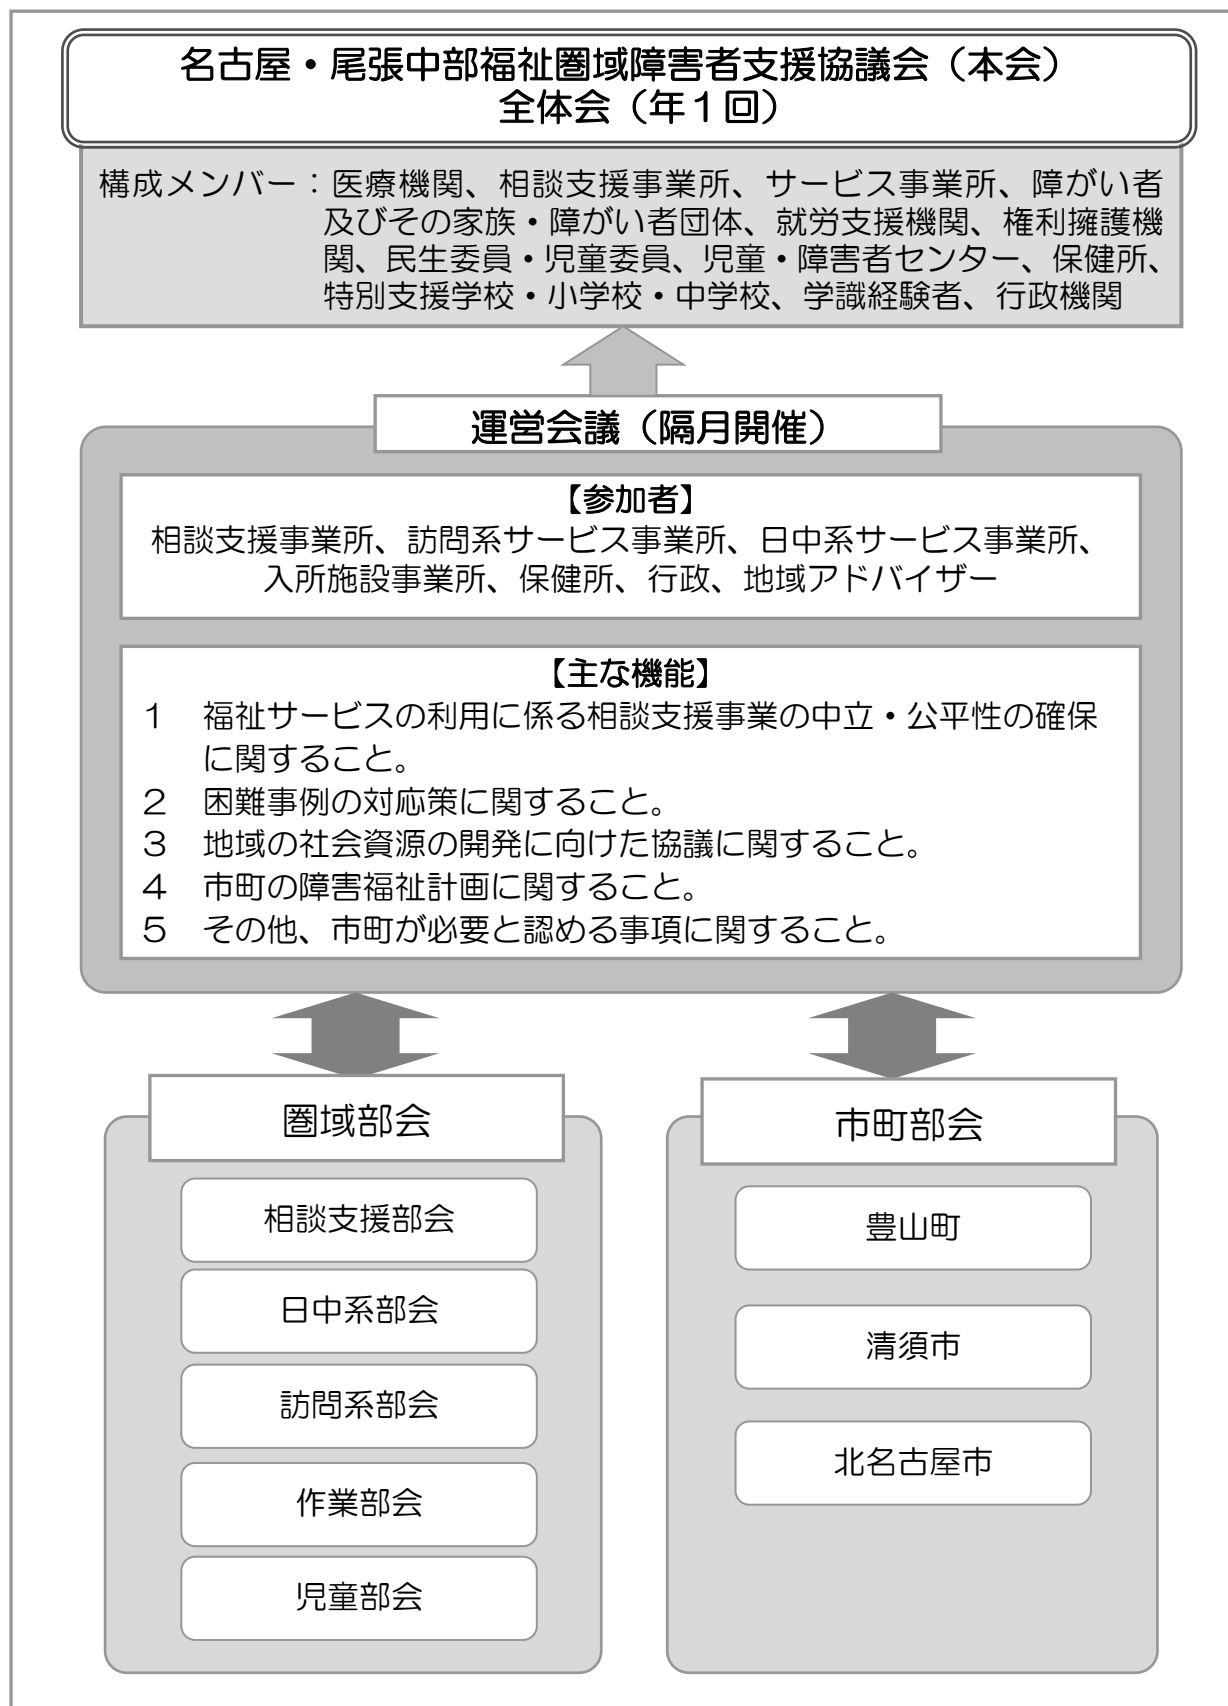 名古屋・尾張中部福祉圏域障害者支援協議会（本会）
全体会（年１回）
構成メンバー：医療機関、相談支援事業所、サービス事業所、障がい者
及びその家族・障がい者団体、就労支援機関、権利擁護機
関、民生委員・児童委員、児童・障害者センター、保健所、
特別支援学校・小学校・中学校、学識経験者、行政機関
運営会議（隔月開催）
【参加者】
相談支援事業所、訪問系サービス事業所、日中系サービス事業所、
入所施設事業所、保健所、行政、地域アドバイザー
【主な機能】
１　福祉サービスの利用に係る相談支援事業の中立・公平性の確保
に関すること。
２　困難事例の対応策に関すること。
３　地域の社会資源の開発に向けた協議に関すること。
４　市町の障害福祉計画に関すること。
５　その他、市町が必要と認める事項に関すること。
圏域部会
相談支援部会
日中系部会
訪問系部会
作業部会
児童部会
市町部会
豊山町
清須市
北名古屋市